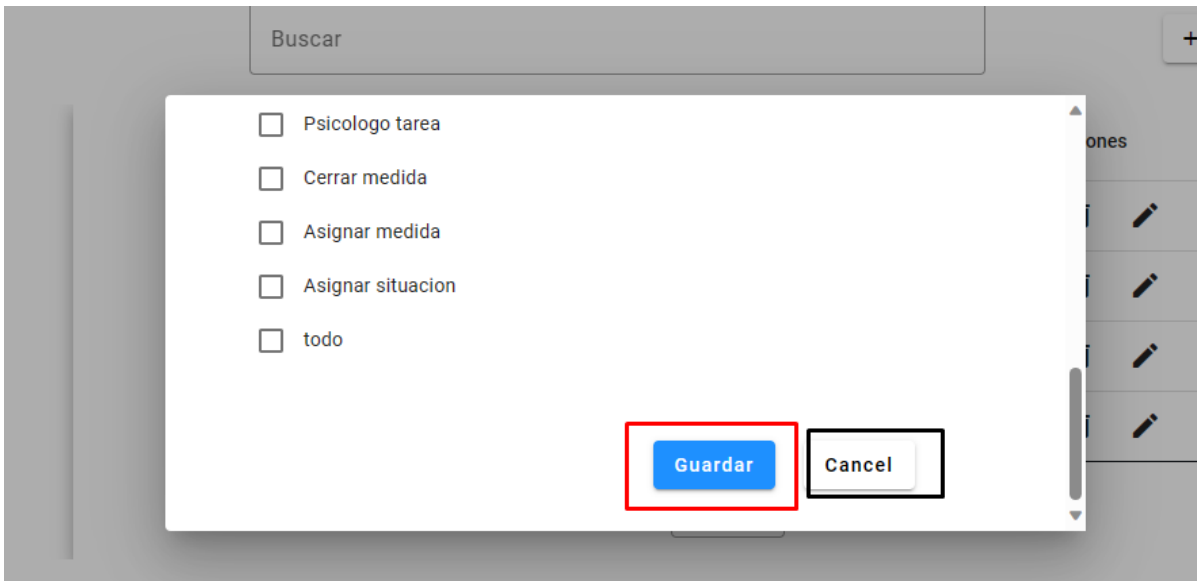 Buscar
+
Psicologo tarea
ones
Cerrar medida
Asignar medida
Asignar situacion
todo
Guardar
Cancel